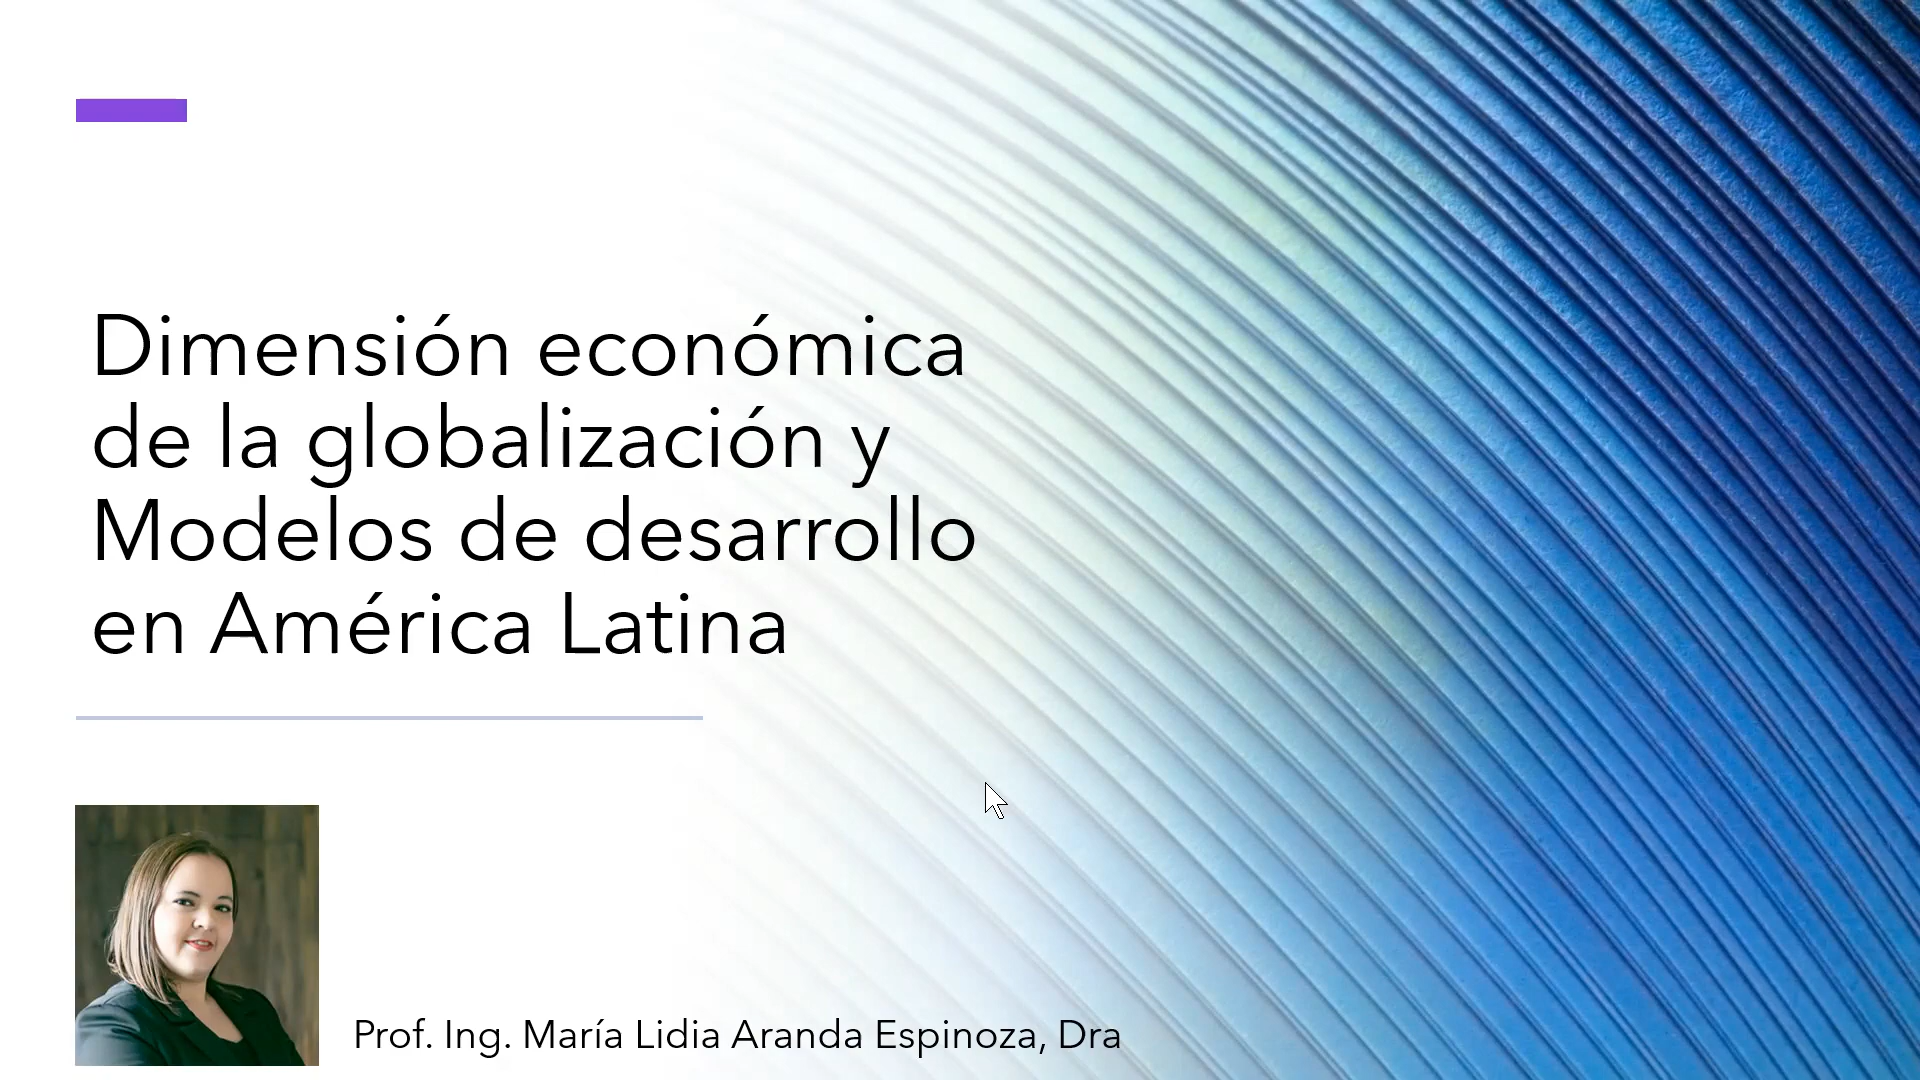 Dimensión económica
de la globalización y
Modelos de desarrollo
en América Latina
Prof. Ing. María Lidia Aranda Espinoza, Dra